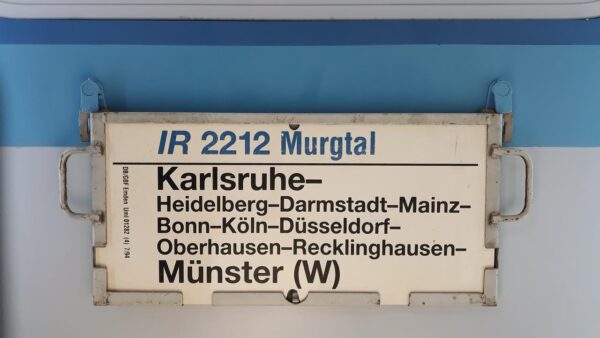 IR 2212 Murgtal
Karlsruhe–
Heidelberg–Darmstadt–Mainz–
Bonn–Köln–Düsseldorf–
Oberhausen–Recklinghausen–
Münster (W)